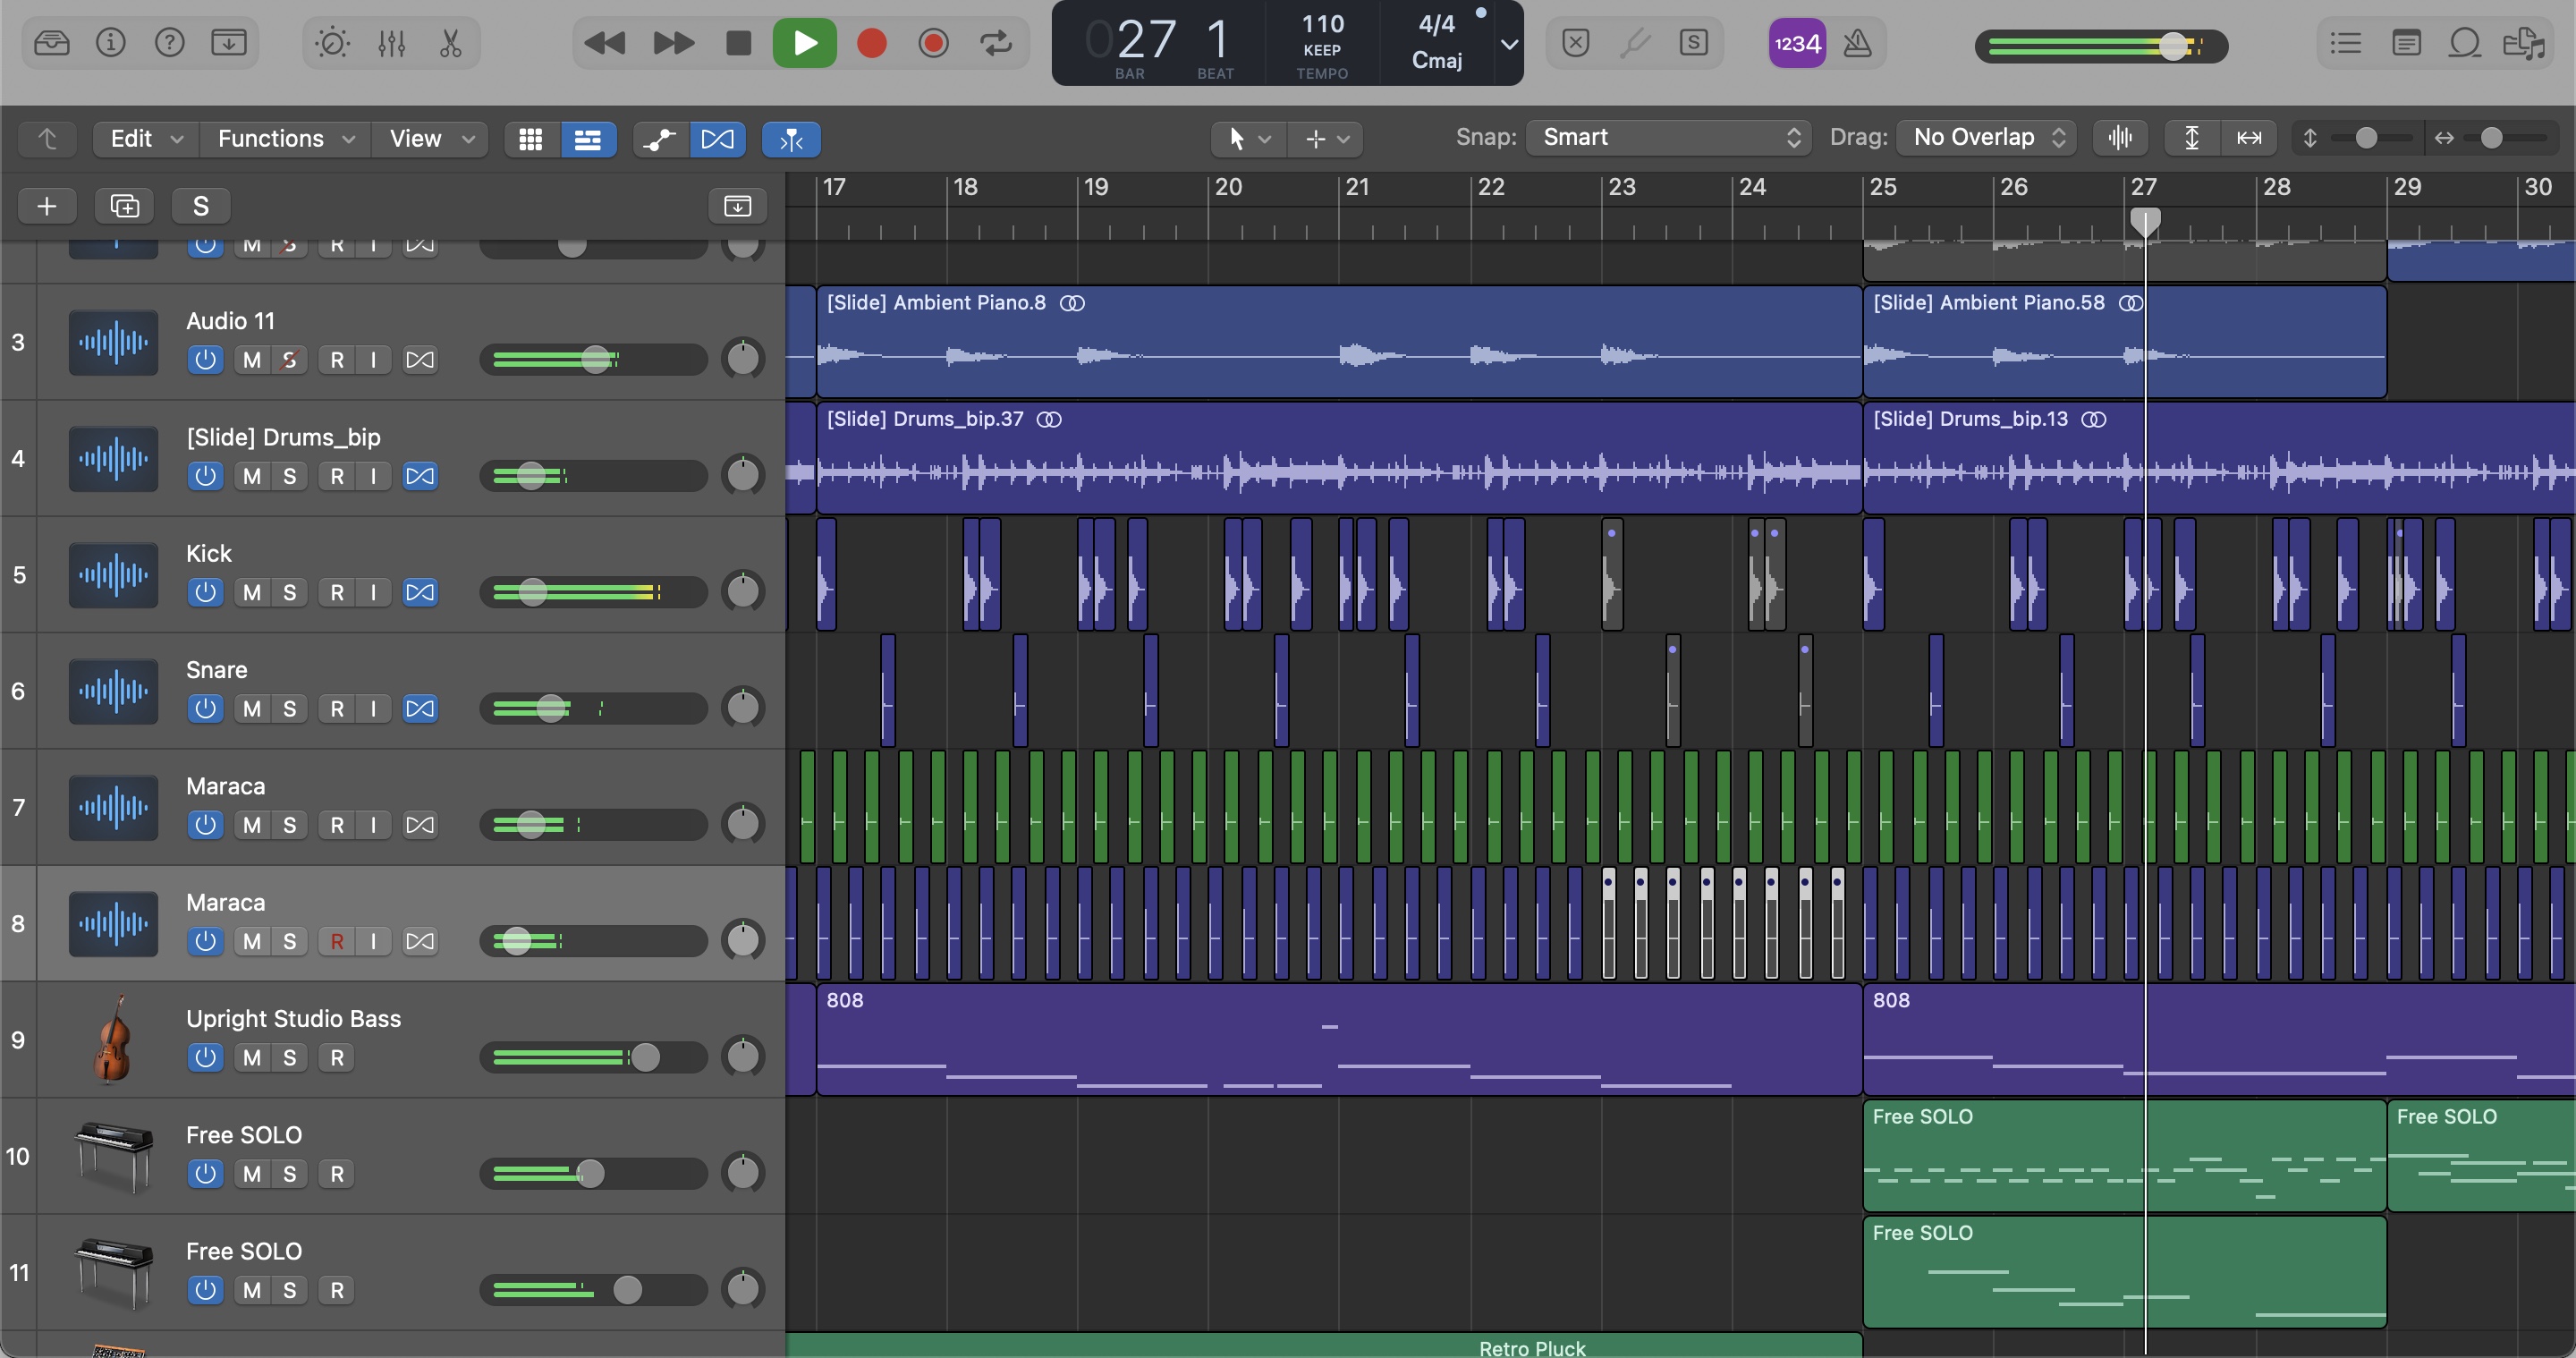 027 1 110 4/4
KEEP Cmaj
BAR BEAT TEMPO
1234
S
Edit Functions View Snap: Smart Drag: No Overlap
S
17 18 19 20 21 22 23 24 25 26 27 28 29 30
M S R I
3 Audio 11
M S R I
[Slide] Ambient Piano.8 [Slide] Ambient Piano.58
4 [Slide] Drums_bip
M S R I
[Slide] Drums_bip.37 [Slide] Drums_bip.13
5 Kick
M S R I
6 Snare
M S R I
7 Maraca
M S R I
8 Maraca
M S R I
9 Upright Studio Bass
M S R
808 808
10 Free SOLO
M S R
Free SOLO Free SOLO
11 Free SOLO
M S R
Free SOLO
Retro Pluck